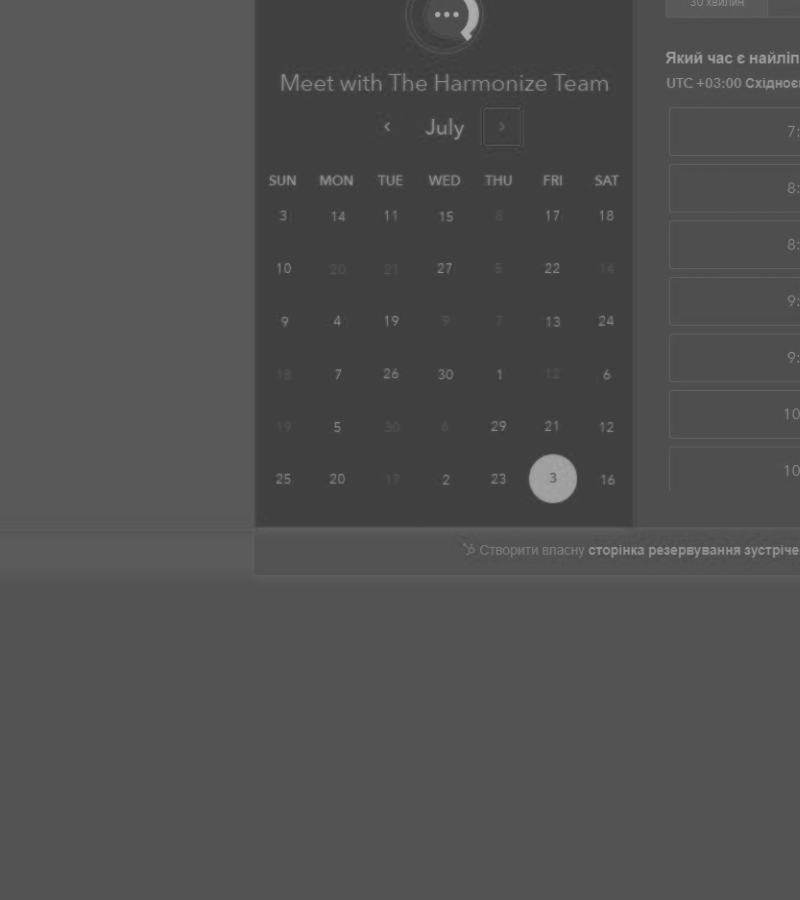 30 хвилин
Meet with The Harmonize Team
July
SUN MON TUE WED THU FRI SAT
3 14 11 15 8 17 18
10 20 21 27 5 22 14
9 4 19 9 7 13 24
18 7 26 30 1 12 6
19 5 30 6 29 21 12
25 20 17 2 23 3 16
Який час є найліп
UTC +03:00 Східноє
7:
8:
8:
9:
9:
10
10
Створити власну сторінка резервування зустріче